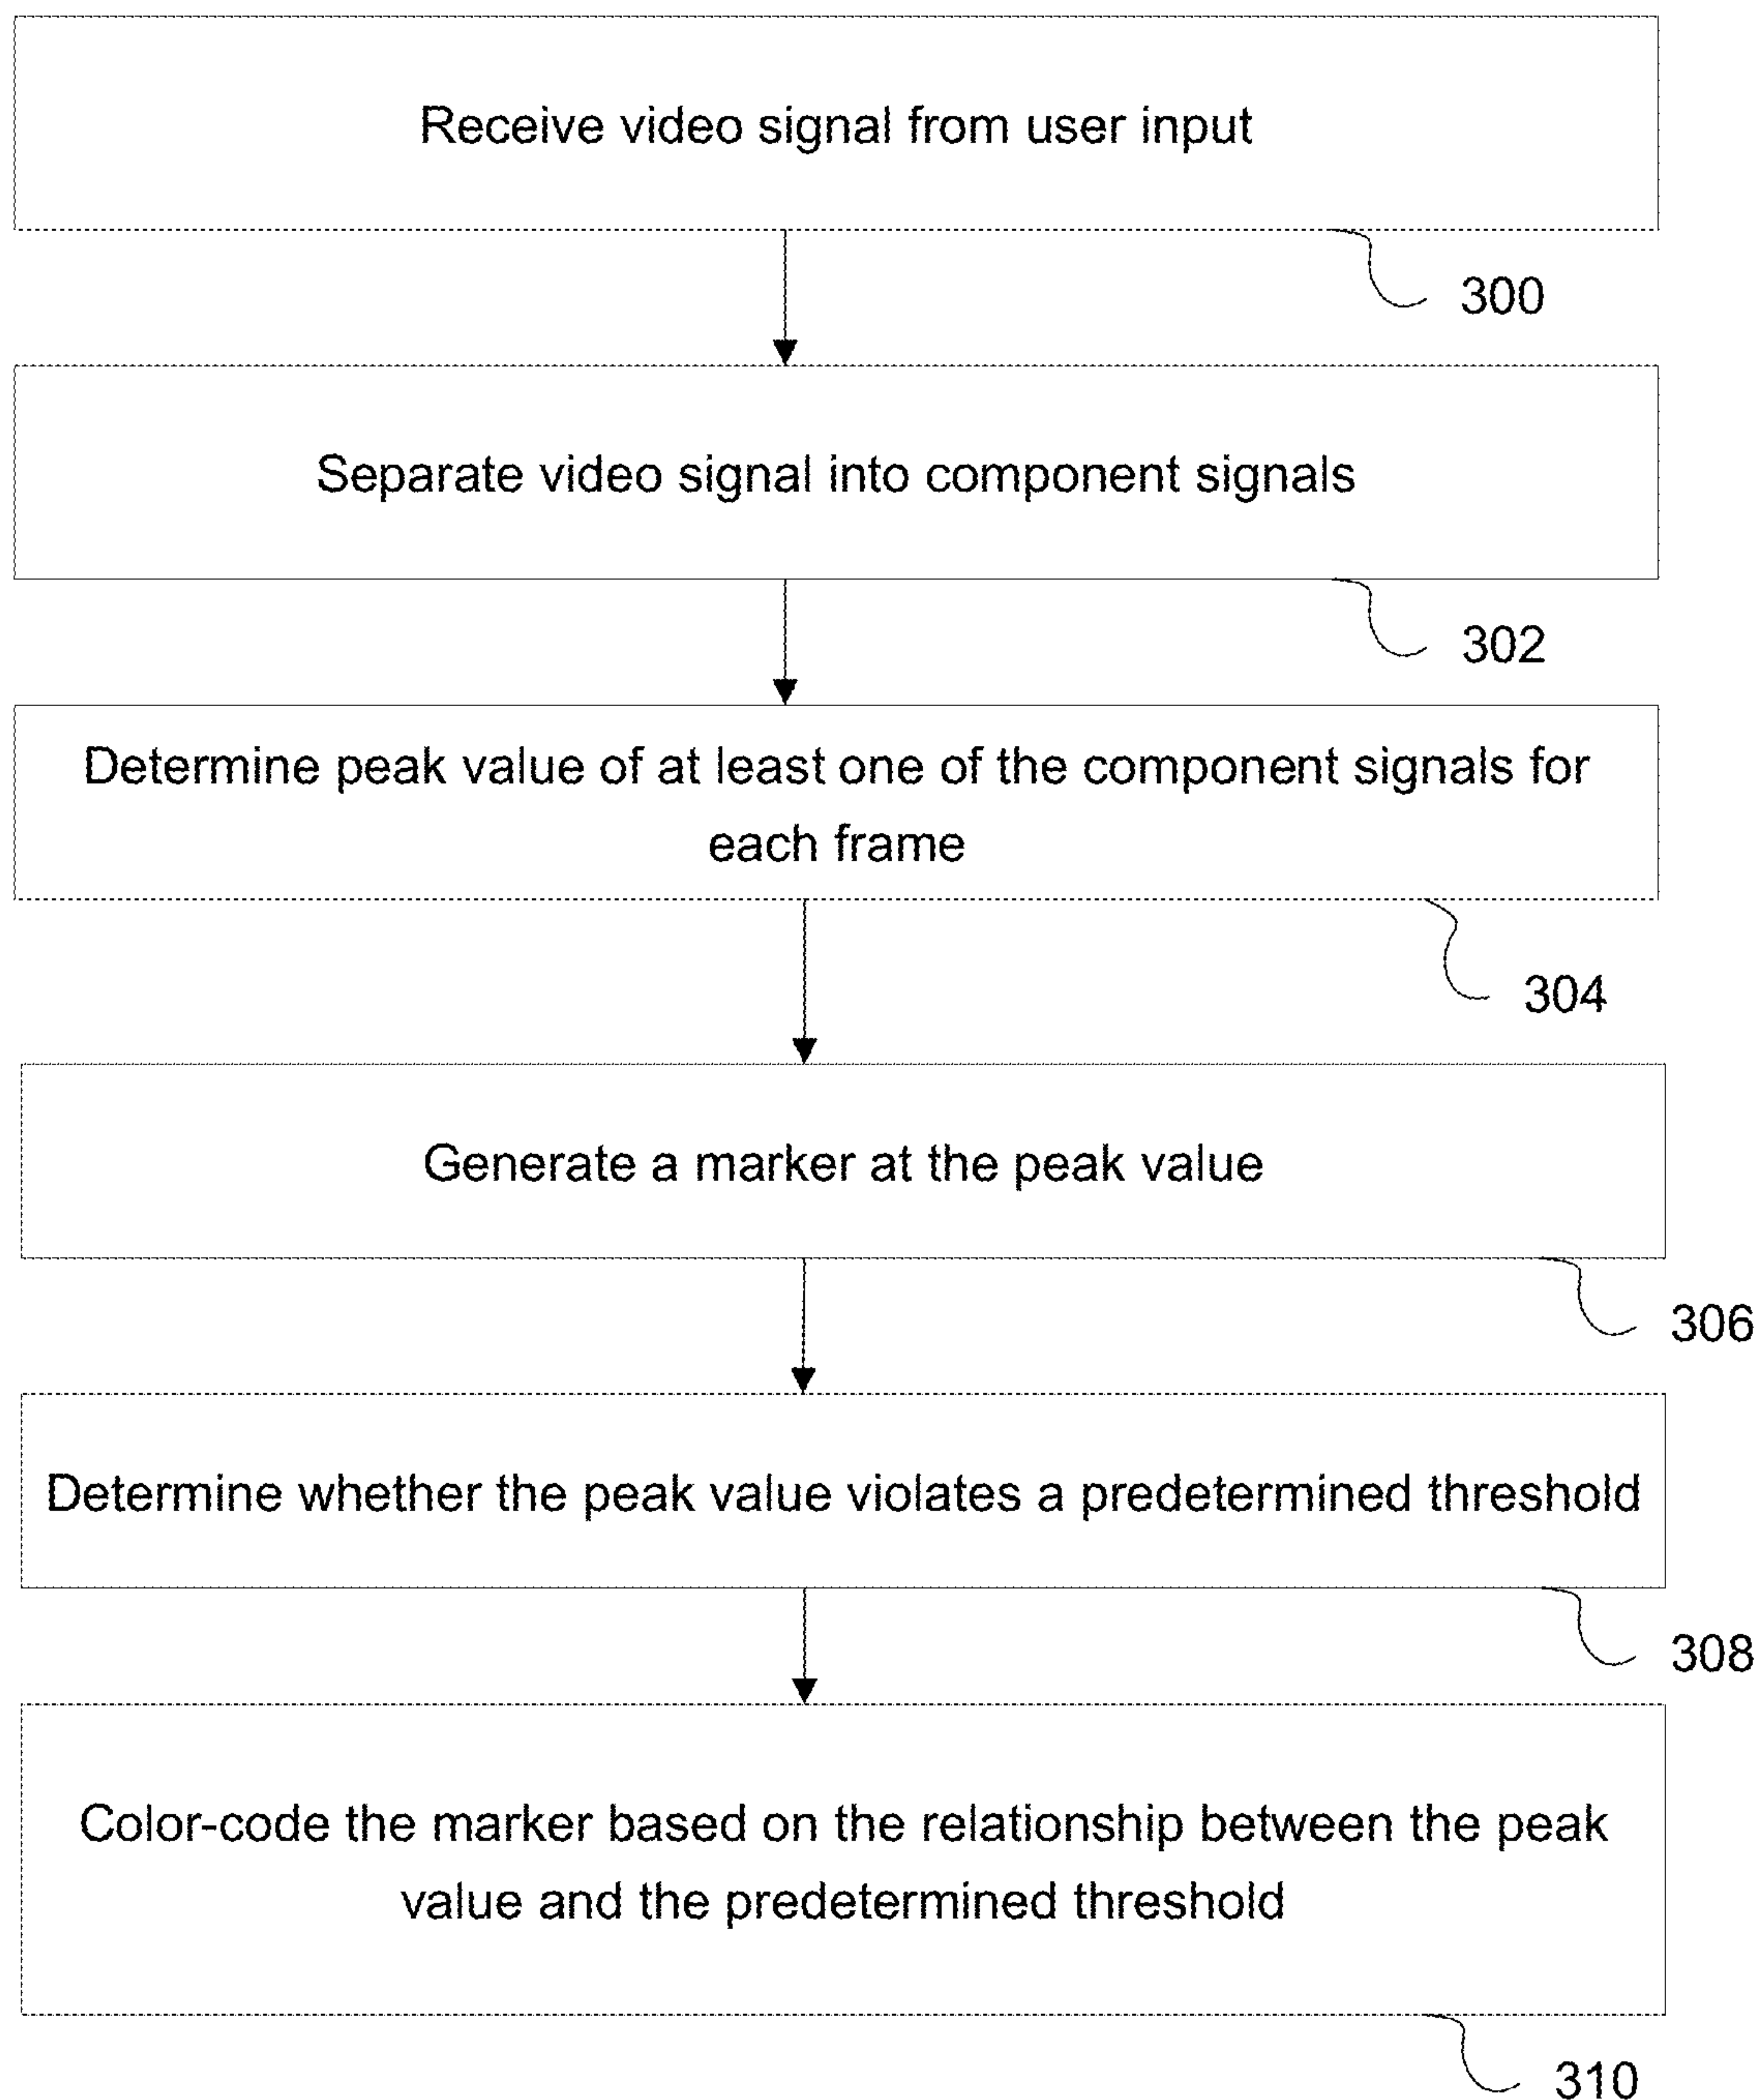 Receive video signal from user input
300
Separate video signal into component signals
302
Determine peak value of at least one of the component signals for
each frame
304
Generate a marker at the peak value
306
Determine whether the peak value violates a predetermined threshold
308
Color-code the marker based on the relationship between the peak
value and the predetermined threshold
310